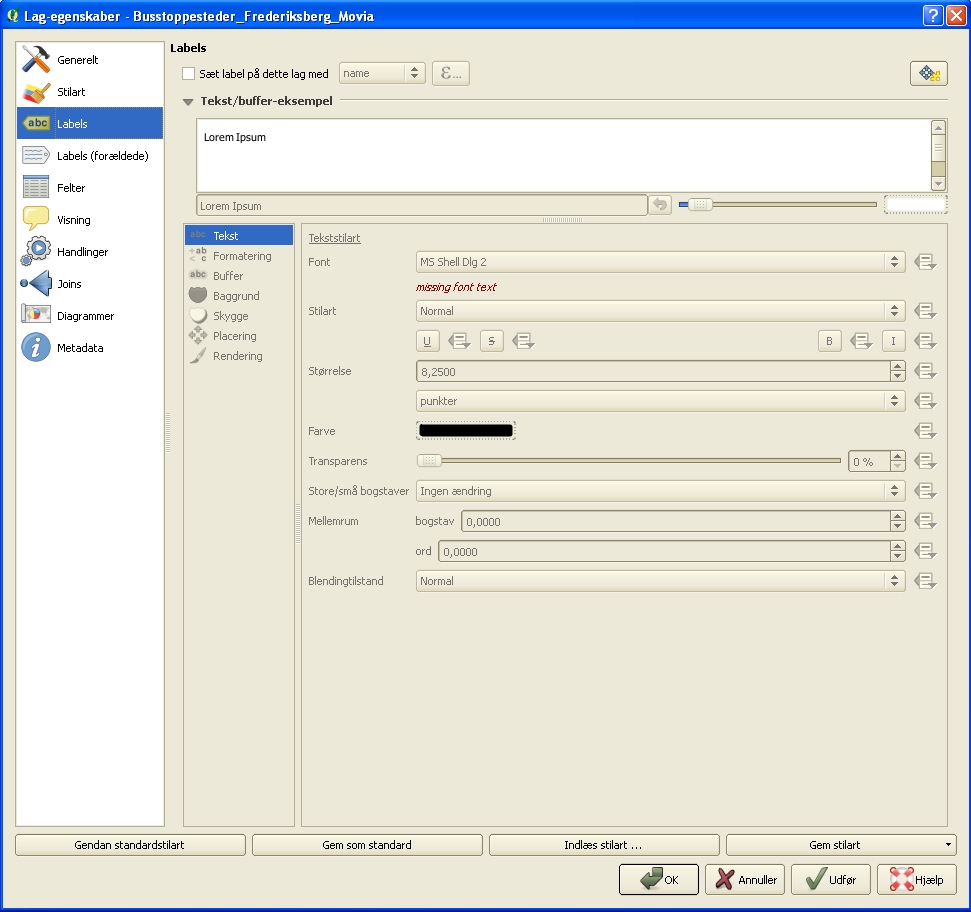 Lag-egenskaber - Busstoppesteder_Frederiksberg_Movia
Generelt
Stilart
abc Labels
Labels (forældede)
Felter
Visning
Handlinger
Joins
Diagrammer
Metadata
Labels
Sæt label på dette lag med name ε...
Tekst/buffer-eksempel
Lorem Ipsum
Lorem Ipsum
abc Tekst
Formatering
abc Buffer
Baggrund
Skygge
Placering
Rendering
Tekststilart
Font MS Shell Dlg 2
missing font text
Stilart Normal
U S B I
Størrelse 8,2500
punkter
Farve
Transparens 0 %
Store/små bogstaver Ingen ændring
Mellemrum bogstav 0,0000
ord 0,0000
Blendingtilstand Normal
Gendan standardstilart Gem som standard Indlæs stilart ... Gem stilart
OK Annuller Udfør Hjælp